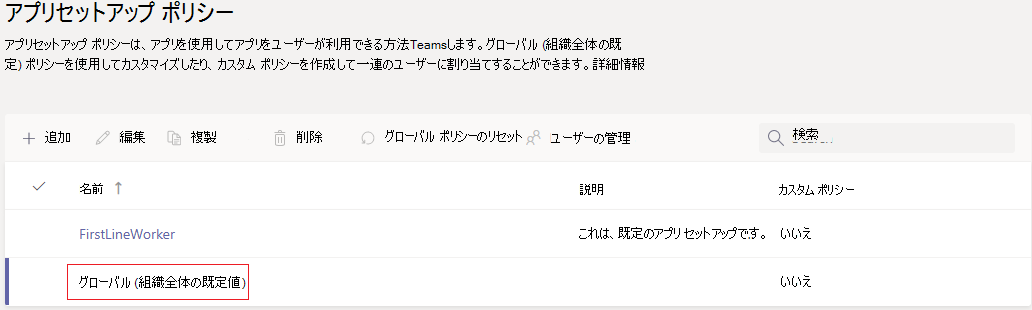 アプリセットアップ ポリシー
アプリセットアップ ポリシーは、アプリを使用してアプリをユーザーが利用できる方法Teamsします。グローバル (組織全体の既
定) ポリシーを使用してカスタマイズしたり、カスタム ポリシーを作成して一連のユーザーに割り当てすることができます。詳細情報
追加 編集 複製 削除 グローバル ポリシーのリセット ユーザーの管理 検索
名前 ↑ 説明 カスタム ポリシー
FirstLineWorker これは、既定のアプリ セットアップです。 いいえ
グローバル (組織全体の既定値) いいえ